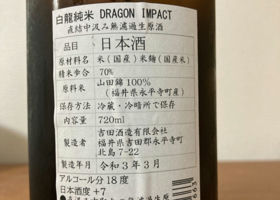 白龍純米 DRAGON IMPACT
直結中汲み無濾過生原酒
品目 日本酒
原材料名 米(国産)米麹(国産米)
精米歩合 70%
原料米 山田錦100%
(福井県永平寺町産)
保存方法 冷蔵・冷暗所で保存
内容量 720ml
製造者 吉田酒造有限会社
福井県吉田郡永平寺町
北島7-22
製造年月 令和3年3月
アルコール分18度
日本酒度+7